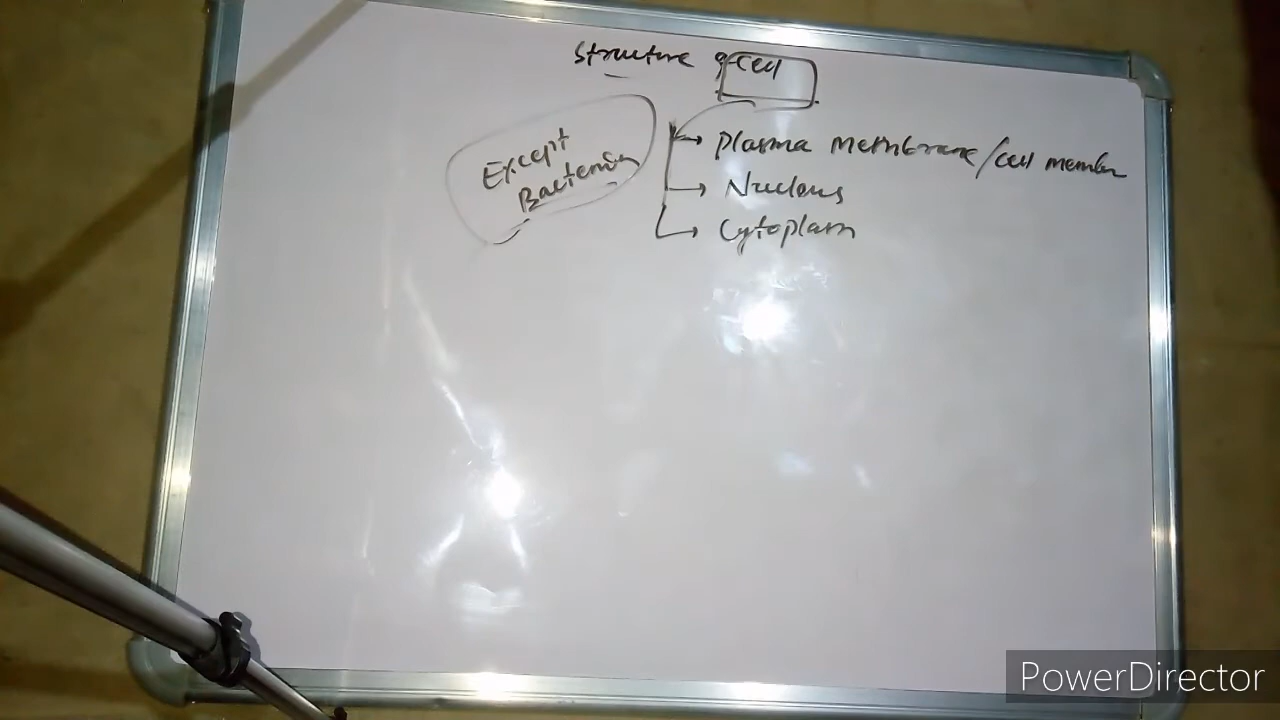 Structure of cell
Except
Bacteria
Plasma membrane/cell member
Nucleus
Cytoplasm
PowerDirector